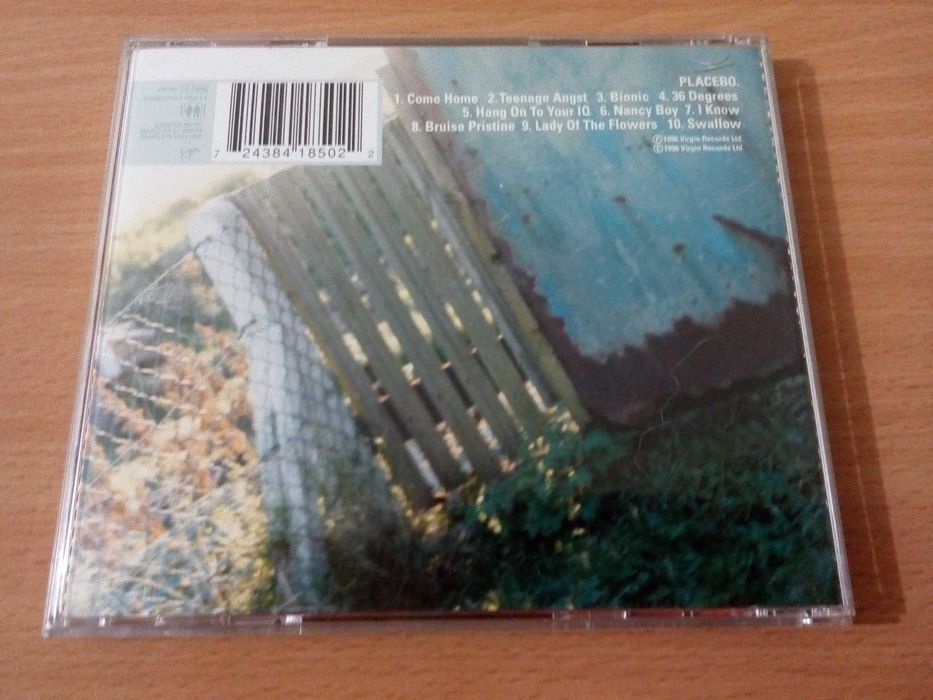 PLACEBO.
1. Come Home 2. Teenage Angst 3. Bionic 4. 36 Degrees
5. Hang On To Your IQ 6. Nancy Boy 7. I Know
8. Bruise Pristine 9. Lady Of The Flowers 10. Swallow
Ⓟ 1996 Virgin Records Ltd
Ⓒ 1996 Virgin Records Ltd
7 24384 18502 2